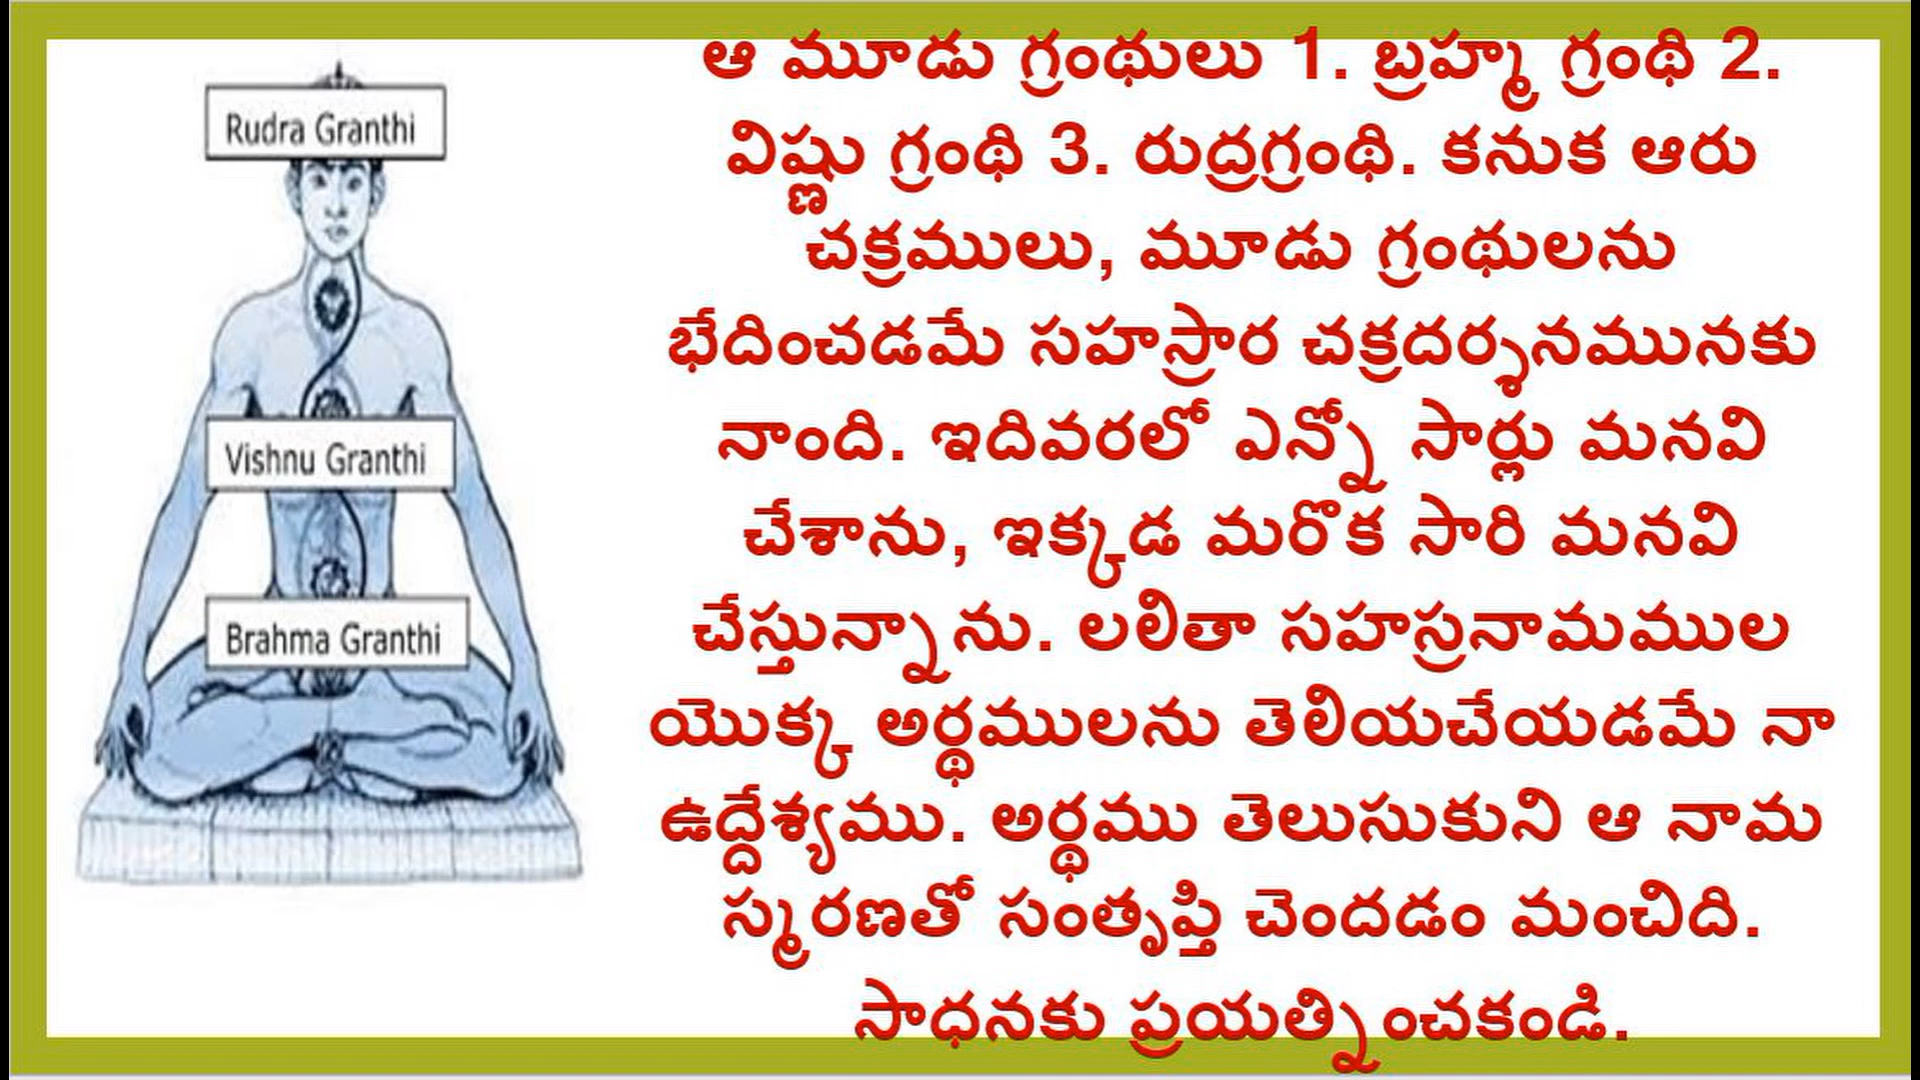 Rudra Granthi
Vishnu Granthi
Brahma Granthi
ఆ మూడు గ్రంథులు 1. బ్రహ్మ గ్రంథి 2.
విష్ణు గ్రంథి 3. రుద్రగ్రంథి. కనుక ఆరు
చక్రములు, మూడు గ్రంథులను
భేదించడమే సహస్రార చక్రదర్శనమునకు
నాంది. ఇదివరలో ఎన్నో సార్లు మనవి
చేశాను, ఇక్కడ మరొక సారి మనవి
చేస్తున్నాను. లలితా సహస్రనామముల
యొక్క అర్థములను తెలియచేయడమే నా
ఉద్దేశ్యము. అర్థము తెలుసుకుని ఆ నామ
స్మరణతో సంతృప్తి చెందడం మంచిది.
సాధనకు ప్రయత్నించకండి.